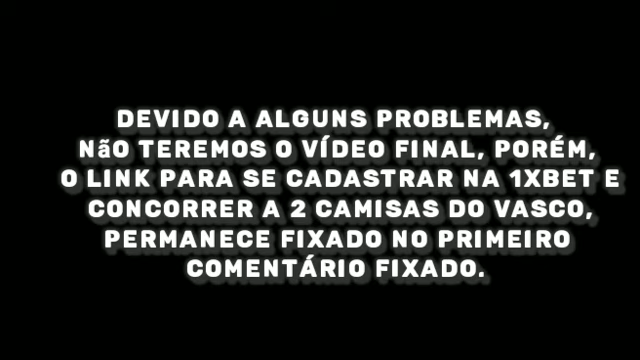 DEVIDO A ALGUNS PROBLEMAS,
NãO TEREMOS O VÍDEO FINAL, PORÉM,
O LINK PARA SE CADASTRAR NA 1XBET E
CONCORRER A 2 CAMISAS DO VASCO,
PERMANECE FIXADO NO PRIMEIRO
COMENTÁRIO FIXADO.